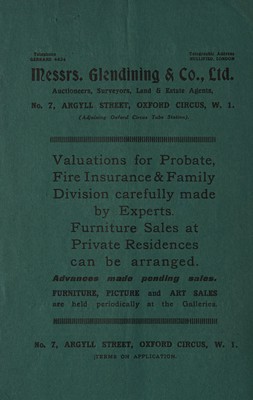 Telephone
GERRARD
Telegraphic Address
LONDON
Messrs. Glendining & Co., Ltd.
Auctioneers, Surveyors, Land & Estate Agents,
No. 7, ARGYLL STREET, OXFORD CIRCUS, W. 1.
(Adjoining Oxford Circus Tube Station).
Valuations for Probate,
Fire Insurance & Family
Division carefully made
by Experts.
Furniture Sales at
Private Residences
can be arranged.
Advances made pending sales.
FURNITURE, PICTURE and ART SALES
are held periodically at the Galleries.
No. 7, ARGYLL STREET, OXFORD CIRCUS, W. 1.
TERMS ON APPLICATION.